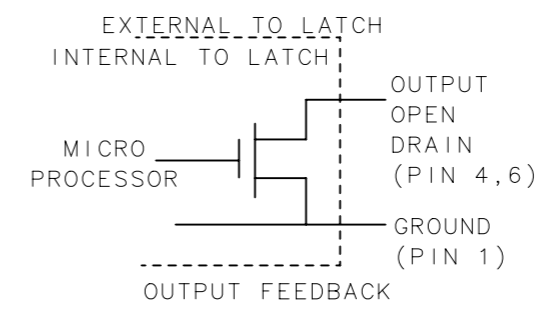 EXTERNAL TO LATCH
INTERNAL TO LATCH
OUTPUT
OPEN
DRAIN
(PIN 4,6)
MICRO
PROCESSOR
GROUND
(PIN 1)
OUTPUT FEEDBACK